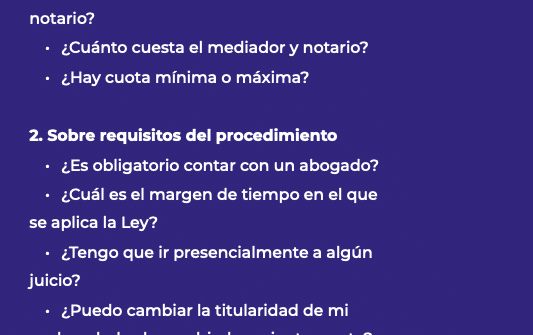 notario?
• ¿Cuánto cuesta el mediador y notario?
• ¿Hay cuota mínima o máxima?
2. Sobre requisitos del procedimiento
• ¿Es obligatorio contar con un abogado?
• ¿Cuál es el margen de tiempo en el que
se aplica la Ley?
• ¿Tengo que ir presencialmente a algún
juicio?
• ¿Puedo cambiar la titularidad de mi